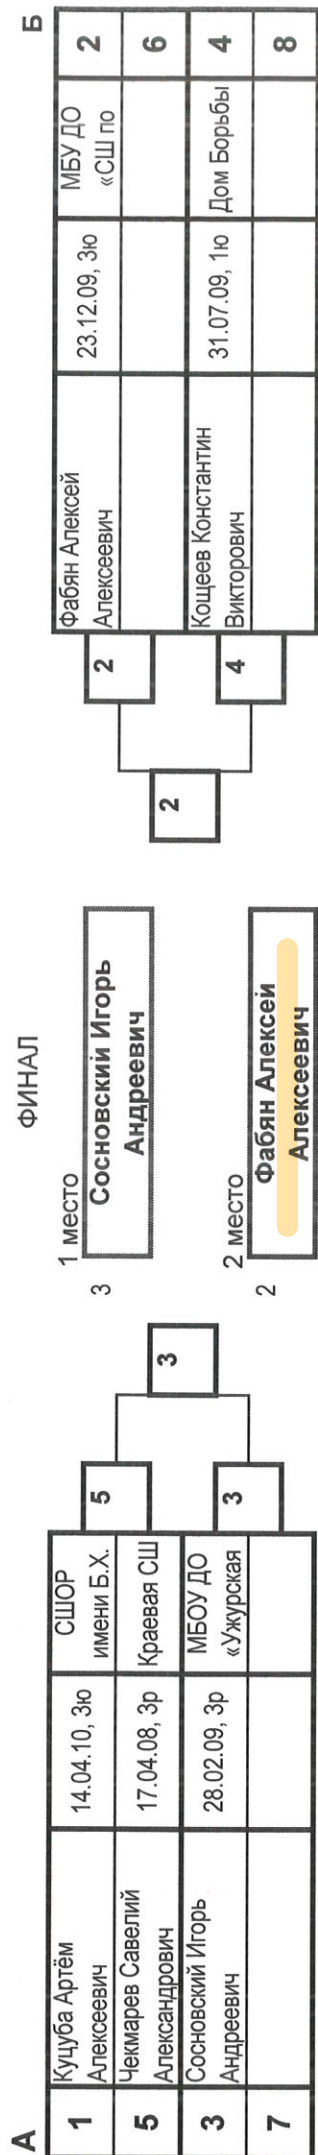 А
1
Куцуба Артём
Алексеевич
14.04.10, 3ю
СШОР
имени Б.Х.
5
Чекмарев Савелий
Александрович
17.04.08, 3р
Краевая СШ
3
Сосновский Игорь
Андреевич
28.02.09, 3р
МБОУ ДО
«Ужурская
7
5
3
3
ФИНАЛ
1 место
3
Сосновский Игорь
Андреевич
2 место
2
Фабян Алексей
Алексеевич
2
2
4
Б
Фабян Алексей
Алексеевич
23.12.09, 3ю
МБУ ДО
«СШ по
2
6
Кощеев Константин
Викторович
31.07.09, 1ю
Дом Борьбы
4
8